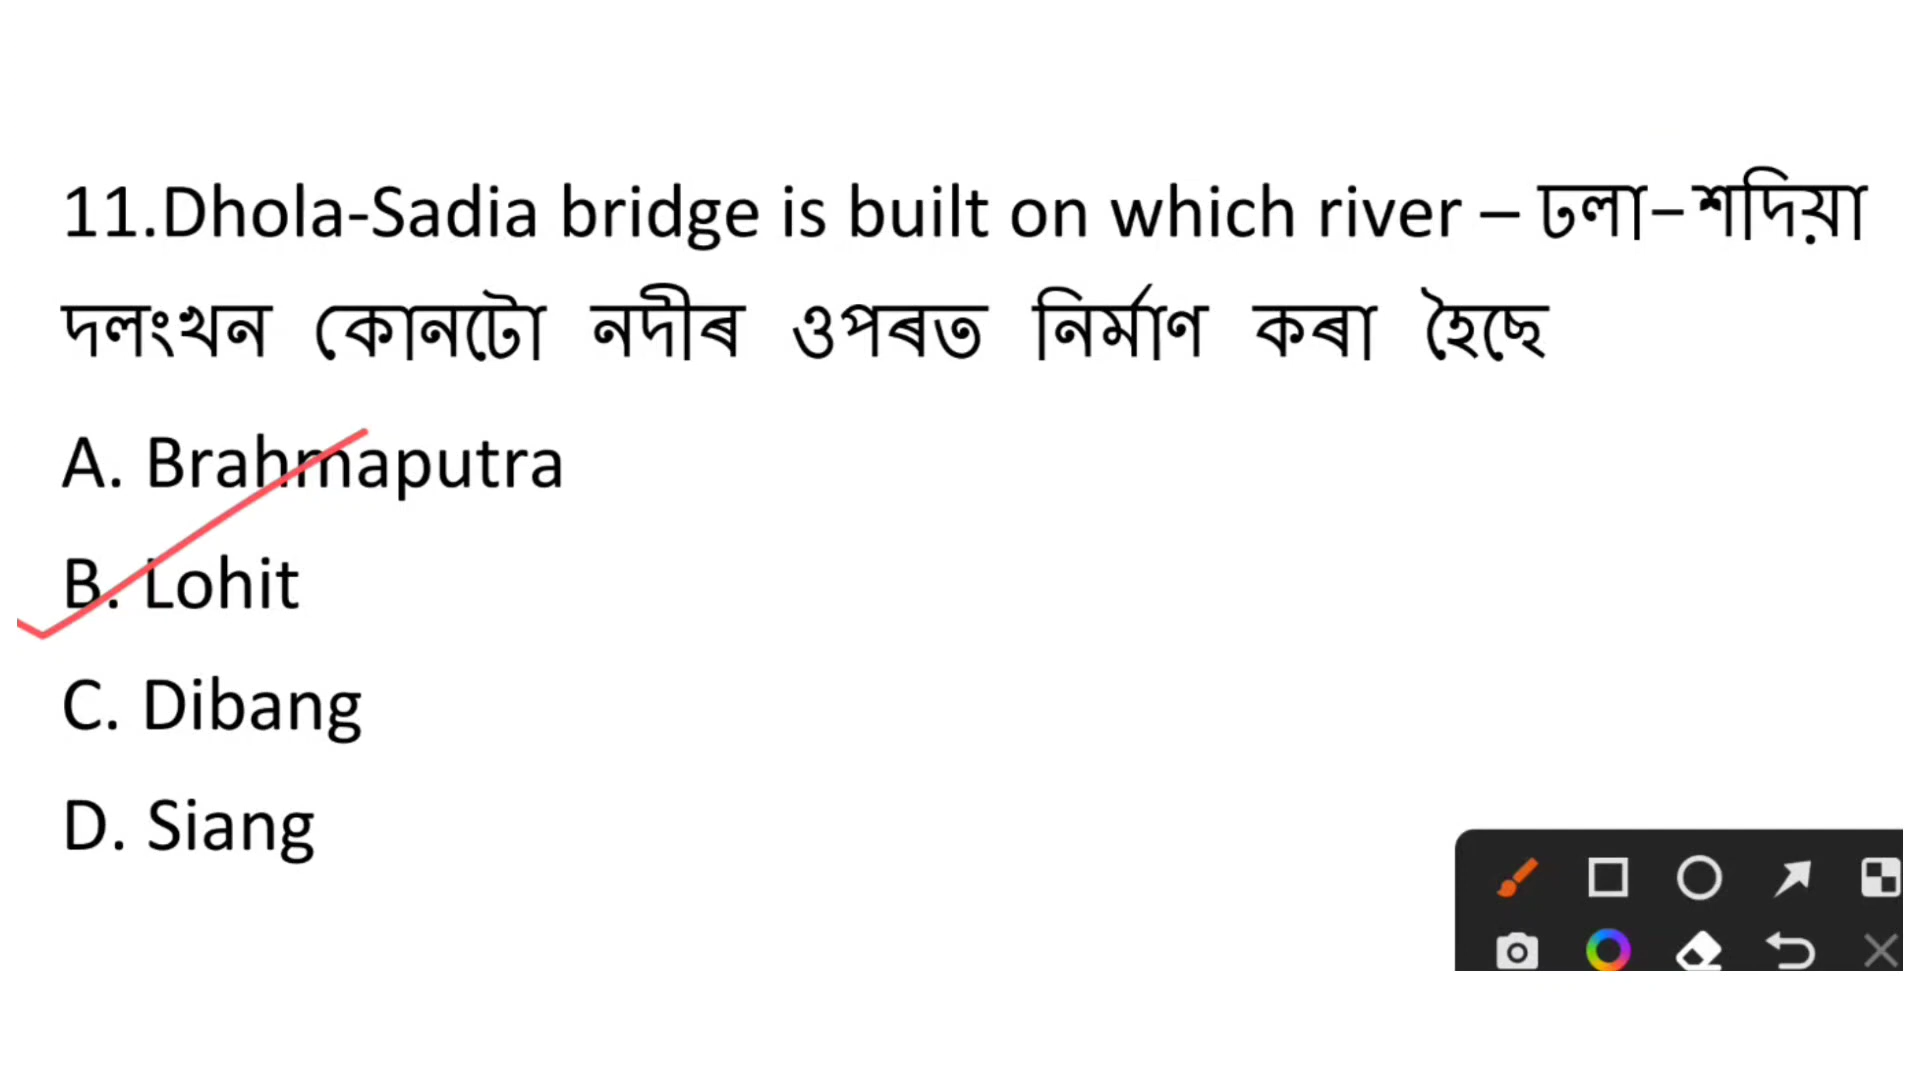 11.Dhola-Sadia bridge is built on which river – ঢলা–শদিয়া
দলংখন কোনটো নদীৰ ওপৰত নিৰ্মাণ কৰা হৈছে
A. Brahmaputra
B. Lohit
C. Dibang
D. Siang